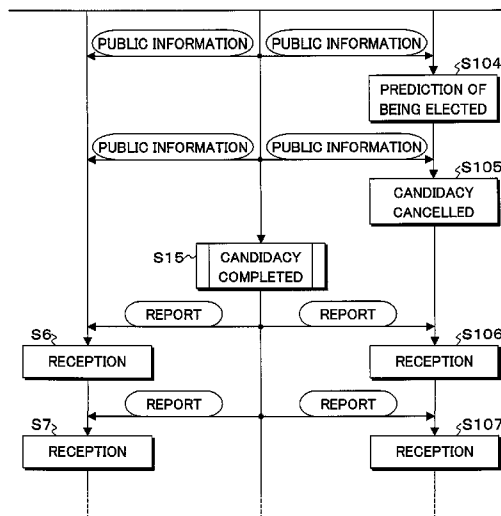 PUBLIC INFORMATION PUBLIC INFORMATION
S104
PREDICTION OF
BEING ELECTED
PUBLIC INFORMATION PUBLIC INFORMATION
S105
CANDIDACY
CANCELLED
S15
CANDIDACY
COMPLETED
REPORT REPORT
S6 S106
RECEPTION RECEPTION
REPORT REPORT
S7 S107
RECEPTION RECEPTION